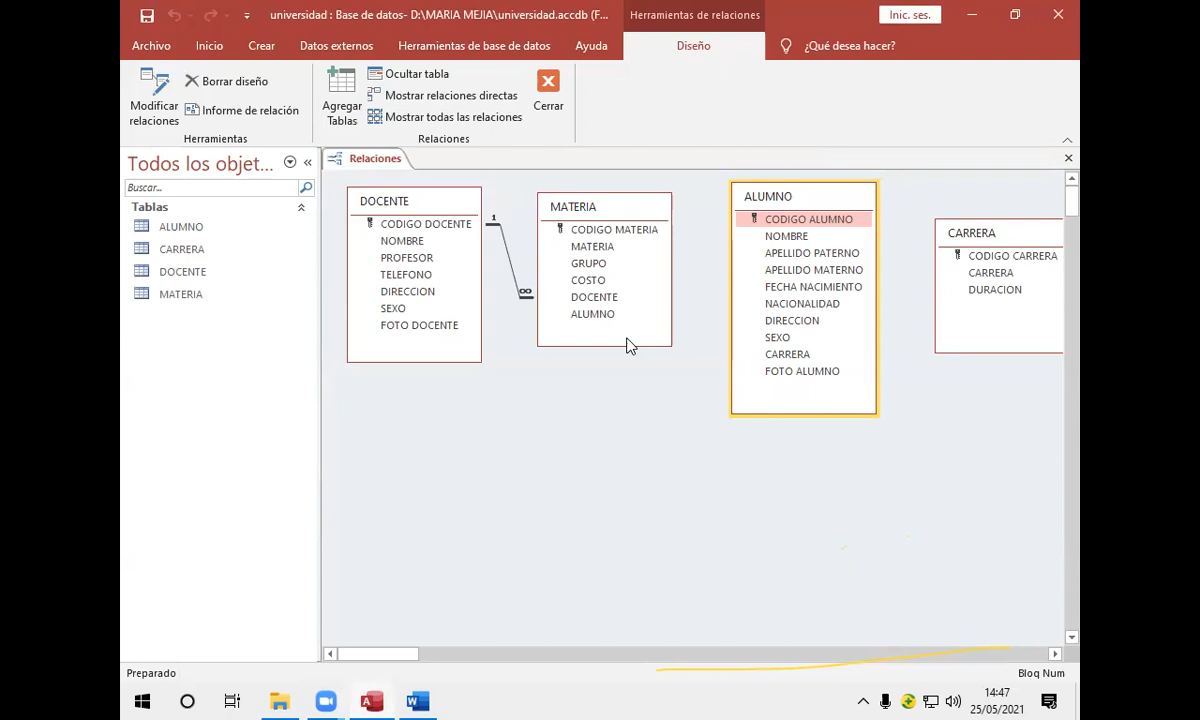 universidad : Base de datos- D:\MARIA MEJIA\universidad.accdb (F...
Herramientas de relaciones
Inic. ses.
Archivo
Inicio
Crear
Datos externos
Herramientas de base de datos
Ayuda
Diseño
¿Qué desea hacer?
Modificar
relaciones
Borrar diseño
Informe de relación
Herramientas
Agregar
Tablas
Ocultar tabla
Mostrar relaciones directas
Mostrar todas las relaciones
Relaciones
Cerrar
Todos los objet...
Buscar...
Tablas
ALUMNO
CARRERA
DOCENTE
MATERIA
Relaciones
DOCENTE
CODIGO DOCENTE
NOMBRE
PROFESOR
TELEFONO
DIRECCION
SEXO
FOTO DOCENTE
1
∞
MATERIA
CODIGO MATERIA
MATERIA
GRUPO
COSTO
DOCENTE
ALUMNO
ALUMNO
CODIGO ALUMNO
NOMBRE
APELLIDO PATERNO
APELLIDO MATERNO
FECHA NACIMIENTO
NACIONALIDAD
DIRECCION
SEXO
CARRERA
FOTO ALUMNO
CARRERA
CODIGO CARRERA
CARRERA
DURACION
Preparado
Bloq Num
14:47
25/05/2021